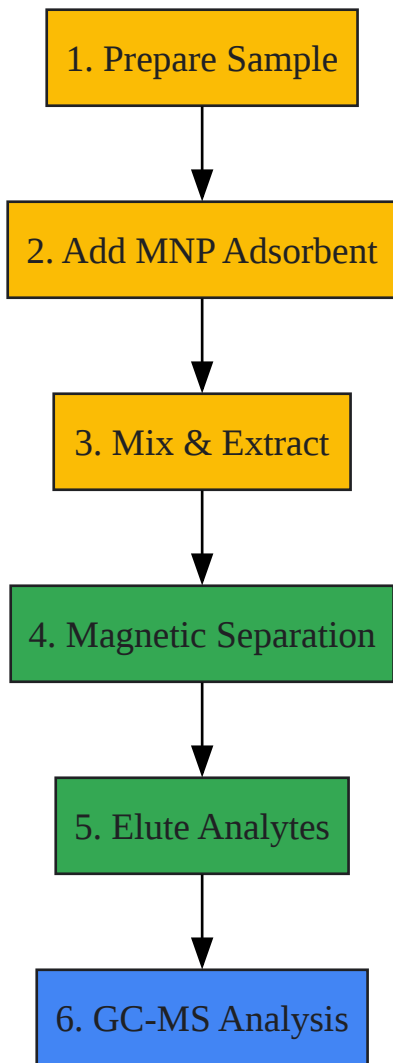 1. Prepare Sample
2. Add MNP Adsorbent
3. Mix & Extract
4. Magnetic Separation
5. Elute Analytes
6. GC-MS Analysis